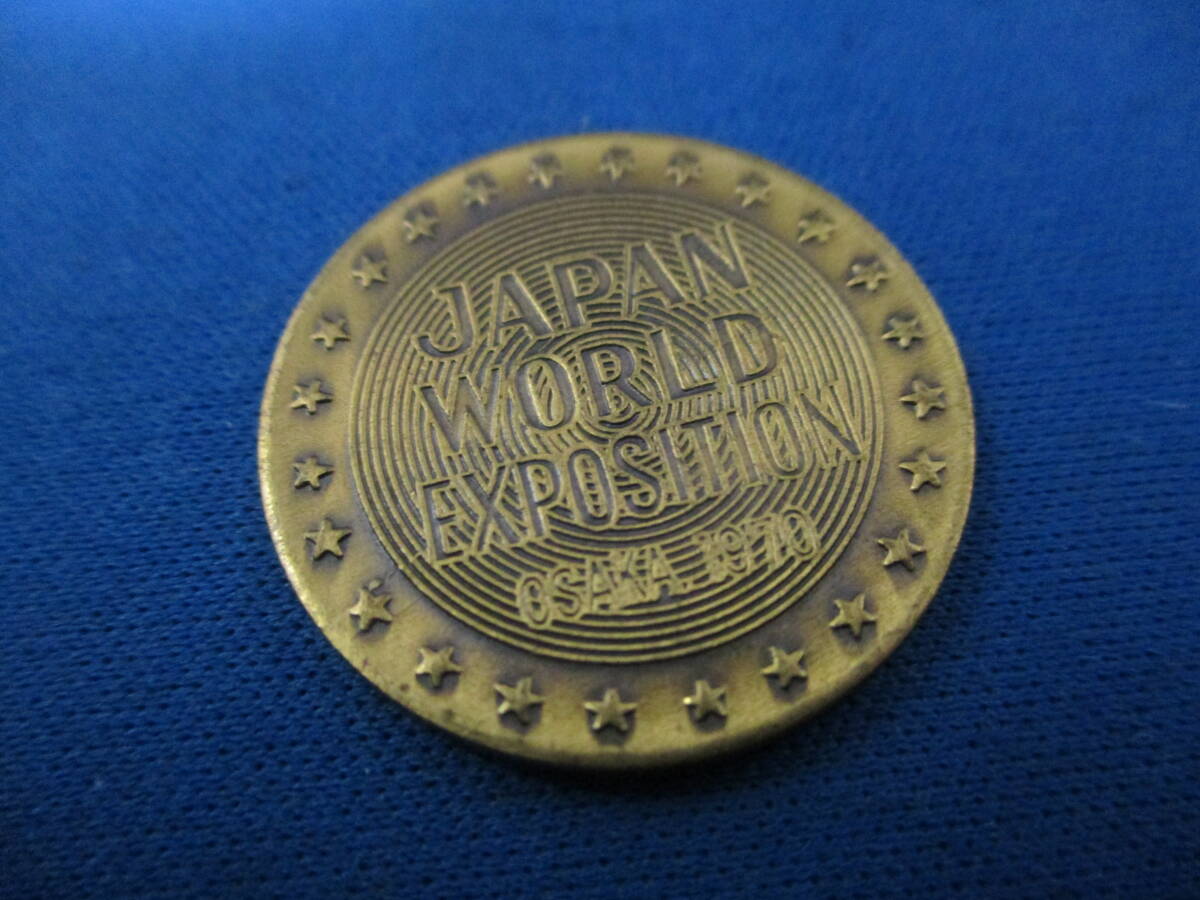 JAPAN
WORLD
EXPOSITION
OSAKA. 1970